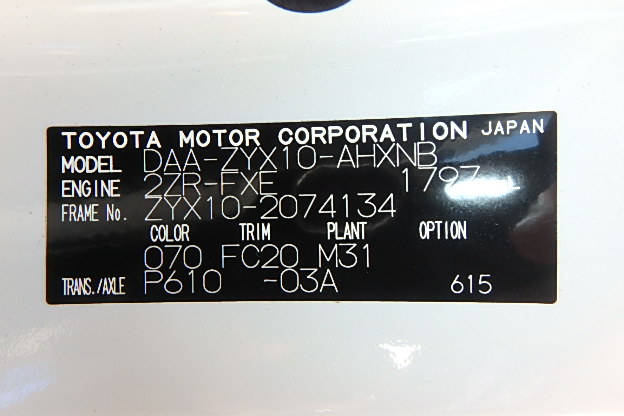 TOYOTA MOTOR CORPORATION JAPAN
MODEL DAA-ZYX10-AHXNB
ENGINE 2ZR-FXE 1797
FRAME No. ZYX10-2074134
COLOR TRIM PLANT OPTION
070 FC20 M31
TRANS./AXLE P610 -03A 615